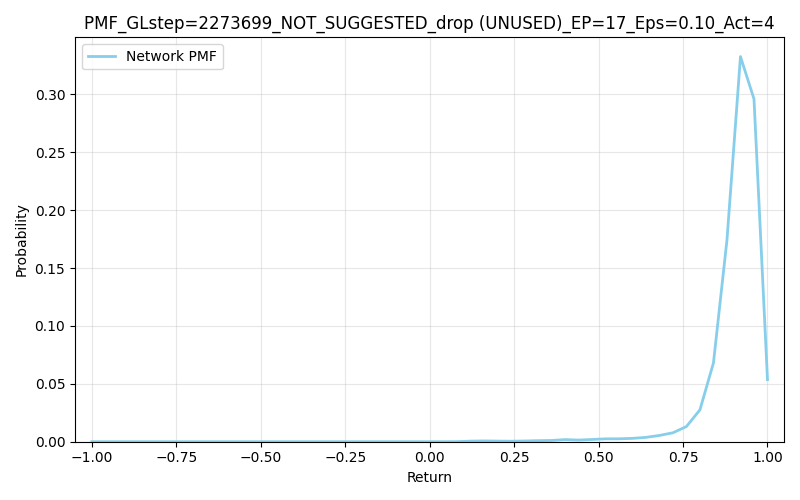 PMF_GLstep=2273699_NOT_SUGGESTED_drop (UNUSED)_EP=17_Eps=0.10_Act=4
Network PMF
Probability
0.30
0.25
0.20
0.15
0.10
0.05
0.00
−1.00 −0.75 −0.50 −0.25 0.00 0.25 0.50 0.75 1.00
Return